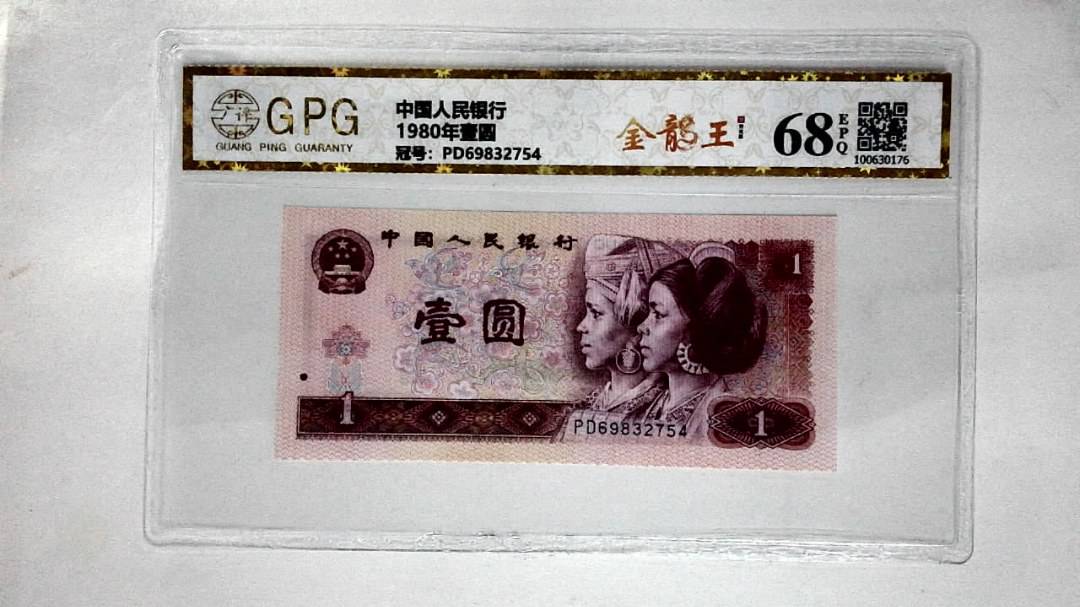 GPG
GUANG PING GUARANTY
中国人民银行
1980年壹圆
冠号：PD69832754
金龙王
68
EPQ
100630176
中国人民银行
1
壹圆
1
PD69832754
1